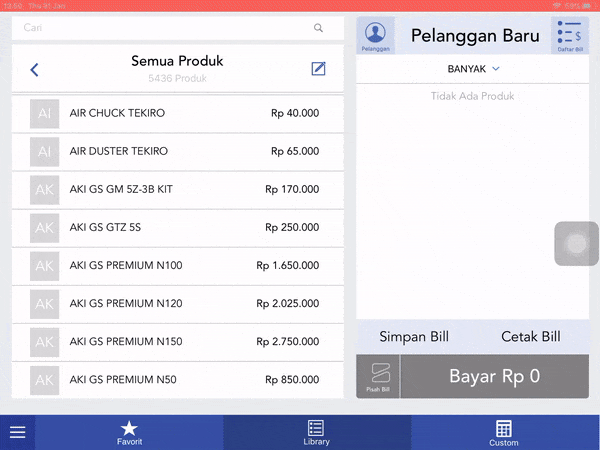 12.50 Thu 31 Jan 53%
Cari
Semua Produk
5436 Produk
AI AIR CHUCK TEKIRO Rp 40.000
AI AIR DUSTER TEKIRO Rp 65.000
AK AKI GS GM 5Z-3B KIT Rp 170.000
AK AKI GS GTZ 5S Rp 250.000
AK AKI GS PREMIUM N100 Rp 1.650.000
AK AKI GS PREMIUM N120 Rp 2.025.000
AK AKI GS PREMIUM N150 Rp 2.750.000
AK AKI GS PREMIUM N50 Rp 850.000
Pelanggan
Pelanggan Baru
Daftar Bill
BANYAK
Tidak Ada Produk
Simpan Bill Cetak Bill
Pisah Bill
Bayar Rp 0
Favorit Library Custom